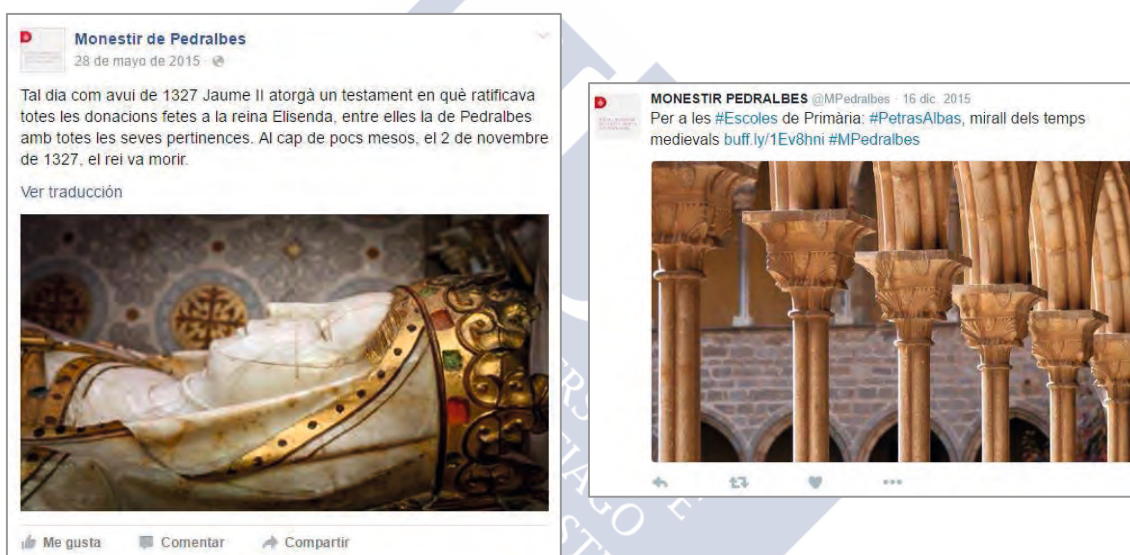 Monestir de Pedralbes
28 de mayo de 2015
Tal dia com avui de 1327 Jaume II atorgà un testament en què ratificava
totes les donacions fetes a la reina Elisenda, entre elles la de Pedralbes
amb totes les seves pertinences. Al cap de pocs mesos, el 2 de novembre
de 1327, el rei va morir.
Ver traducción
Me gusta Comentar Compartir
MONESTIR PEDRALBES @MPedralbes · 16 dic. 2015
Per a les #Escoles de Primària: #PetrasAlbas, mirall dels temps
medievals buff.ly/1Ev8hni #MPedralbes